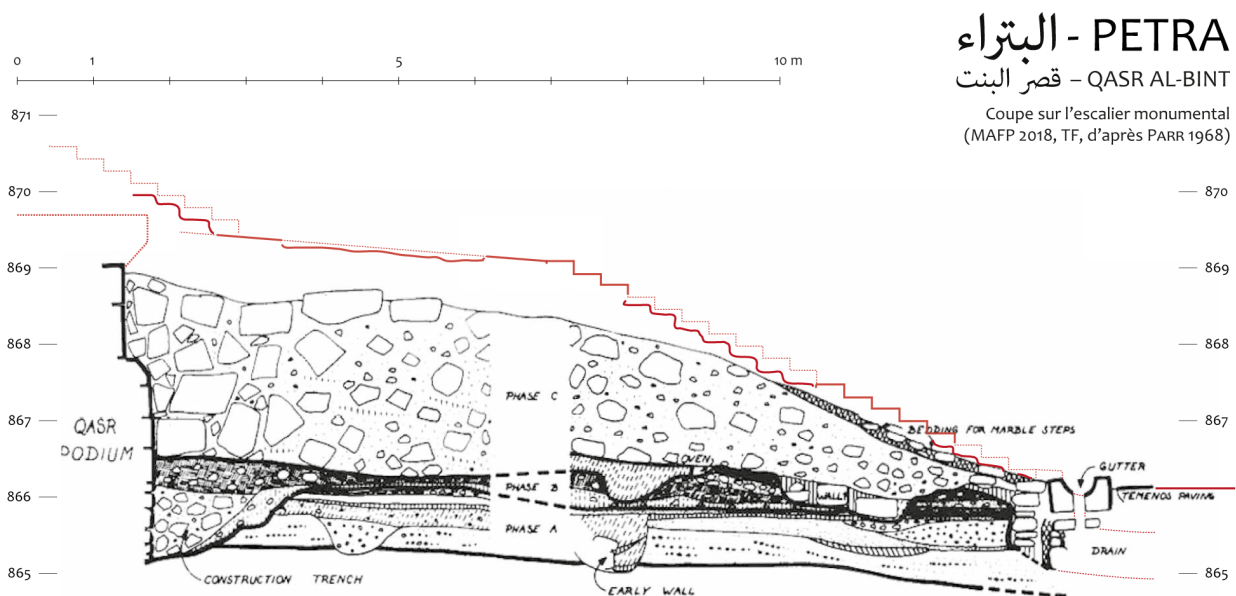 البتراء - PETRA
قصر البنت – QASR AL-BINT
Coupe sur l'escalier monumental
(MAFP 2018, TF, d'après PARR 1968)
0 1 5 10 m
871
870 870
869 869
868 868
867 867
866
865 865
PHASE C
BEDDING FOR MARBLE STEPS
QASR
PODIUM
OVEN
PHASE B
WALL
GUTTER
TEMENOS PAVING
PHASE A
DRAIN
CONSTRUCTION TRENCH
EARLY WALL